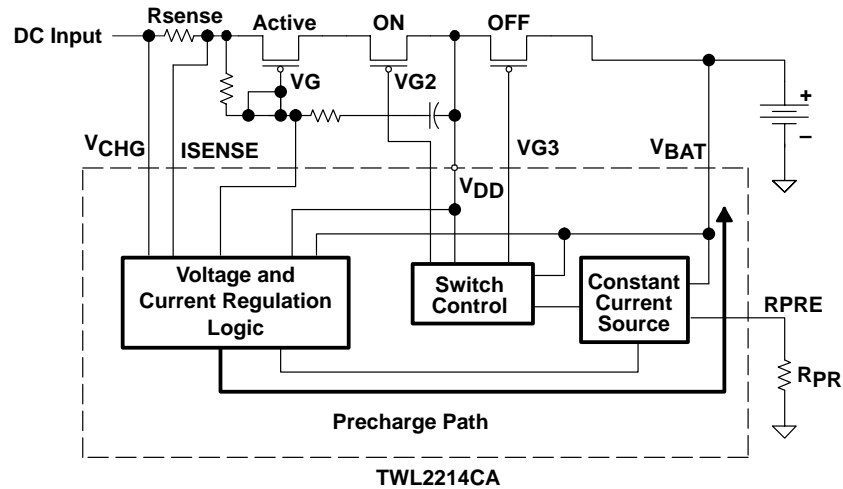 Rsense
Active
ON
OFF
DC Input
VG
VG2
+
–
VCHG
ISENSE
VG3
VBAT
VDD
Voltage and
Current Regulation
Logic
Switch
Control
Constant
Current
Source
RPRE
RPR
Precharge Path
TWL2214CA